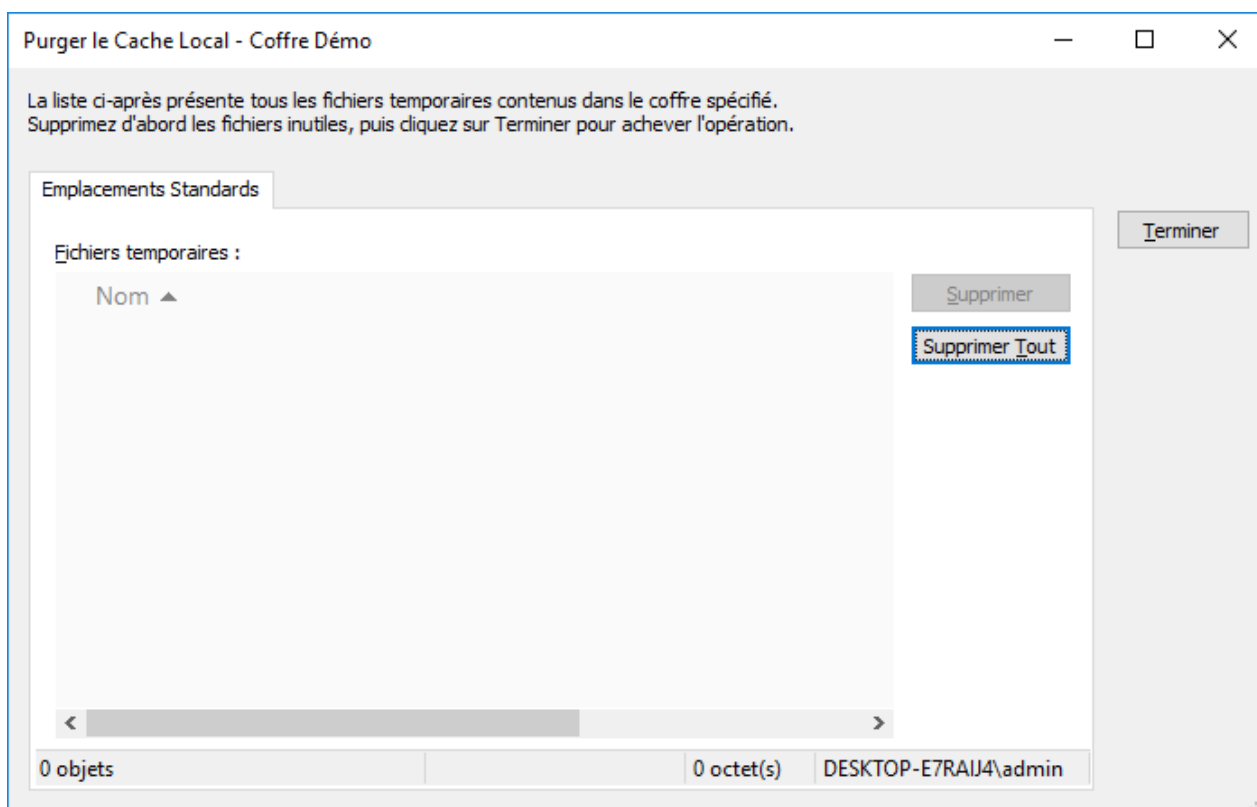 Purger le Cache Local - Coffre Démo
La liste ci-après présente tous les fichiers temporaires contenus dans le coffre spécifié.
Supprimez d'abord les fichiers inutiles, puis cliquez sur Terminer pour achever l'opération.
Emplacements Standards
Terminer
Fichiers temporaires :
Nom
Supprimer
Supprimer Tout
0 objets
0 octet(s)
DESKTOP-E7RAIJ4\admin